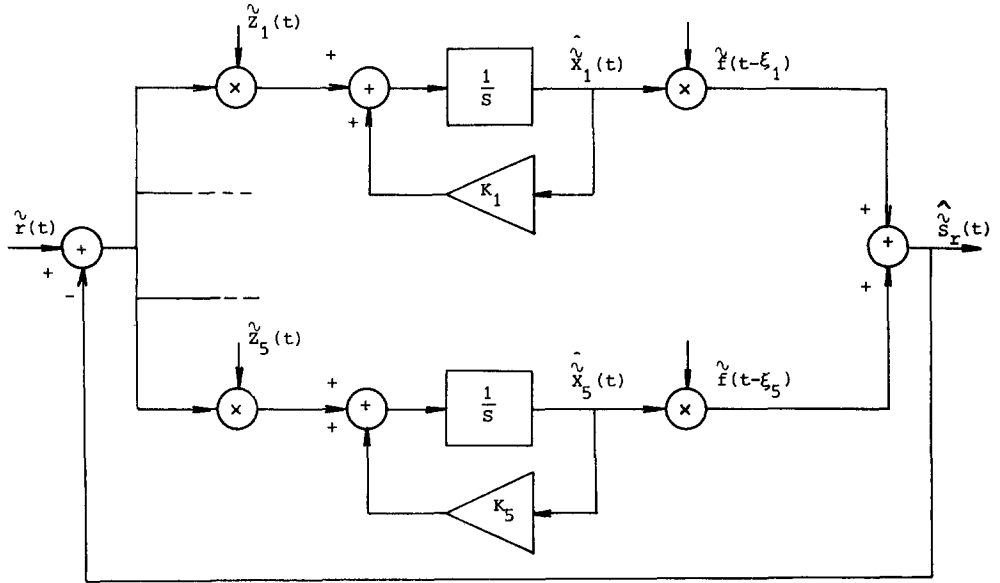 z̃₁(t)
+ × + 1/S x̂̃₁(t) × f̃(t-ξ₁)
+
K₁
+
r̃(t) + + ŝ̃ᵣ(t)
+
- +
z̃₅(t)
+ × + 1/S x̂̃₅(t) × f̃(t-ξ₅)
+
K₅